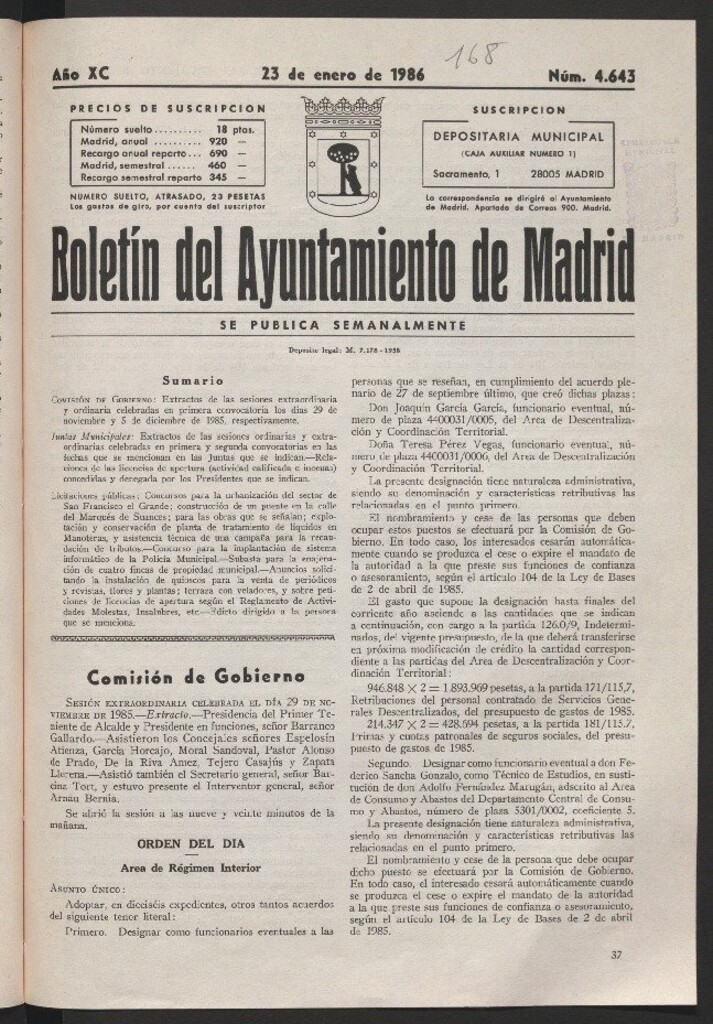 168
Año XC
23 de enero de 1986
Núm. 4.643
PRECIOS DE SUSCRIPCION
Número suelto .......... 18 ptas.
Madrid, anual .......... 920 —
Recargo anual reparto ... 690 —
Madrid, semestral ...... 460 —
Recargo semestral reparto 345 —
NUMERO SUELTO, ATRASADO, 23 PESETAS
Los gastos de giro, por cuenta del suscriptor
SUSCRIPCION
DEPOSITARIA MUNICIPAL
(CAJA AUXILIAR NUMERO 1)
Sacramento, 1 28005 MADRID
La correspondencia se dirigirá al Ayuntamiento
de Madrid. Apartado de Correos 900. Madrid.
Boletín del Ayuntamiento de Madrid
SE PUBLICA SEMANALMENTE
Depósito legal: M. 7.178 - 1958
Sumario
COMISIÓN DE GOBIERNO: Extractos de las sesiones extraordinaria
y ordinaria celebradas en primera convocatoria los días 29 de
noviembre y 5 de diciembre de 1985, respectivamente.
Juntas Municipales: Extractos de las sesiones ordinarias y extra-
ordinarias celebradas en primera y segunda convocatorias en las
fechas que se mencionan en las Juntas que se indican.—Rela-
ciones de las licencias de apertura (actividad calificada e inocua)
concedidas y denegada por los Presidentes que se indican.
Licitaciones públicas: Concursos para la urbanización del sector de
San Francisco el Grande; construcción de un puente en la calle
del Marqués de Suances; para las obras que se señalan; explo-
tación y conservación de planta de tratamiento de líquidos en
Manoteras, y asistencia técnica de una campaña para la recau-
dación de tributos.—Concurso para la implantación de sistema
informático de la Policía Municipal.—Subasta para la enajena-
ción de cuatro fincas de propiedad municipal.—Anuncios solici-
tando la instalación de quioscos para la venta de periódicos
y revistas, flores y plantas; terraza con veladores, y sobre peti-
ciones de licencias de apertura según el Reglamento de Activi-
dades Molestas, Insalubres, etc.—Edicto dirigido a la persona
que se menciona.
Comisión de Gobierno
SESIÓN EXTRAORDINARIA CELEBRADA EL DÍA 29 DE NO-
VIEMBRE DE 1985.—Extracto.—Presidencia del Primer Te-
niente de Alcalde y Presidente en funciones, señor Barranco
Gallardo.—Asistieron los Concejales señores Espelosín
Atienza, García Horcajo, Moral Sandoval, Pastor Alonso
de Prado, De la Riva Amez, Tejero Casajús y Zapata
Llerena.—Asistió también el Secretario general, señor Bar-
cina Tort, y estuvo presente el Interventor general, señor
Arnau Bernia.
Se abrió la sesión a las nueve y veinte minutos de la
mañana.
ORDEN DEL DIA
Area de Régimen Interior
ASUNTO ÚNICO:
Adoptar, en dieciséis expedientes, otros tantos acuerdos
del siguiente tenor literal:
Primero. Designar como funcionarios eventuales a las
personas que se reseñan, en cumplimiento del acuerdo ple-
nario de 27 de septiembre último, que creó dichas plazas:
Don Joaquín García García, funcionario eventual, nú-
mero de plaza 4400031/0005, del Area de Descentraliza-
ción y Coordinación Territorial.
Doña Teresa Pérez Vegas, funcionario eventual, nú-
mero de plaza 4400031/0006, del Area de Descentralización
y Coordinación Territorial.
La presente designación tiene naturaleza administrativa,
siendo su denominación y características retributivas las
relacionadas en el punto primero.
El nombramiento y cese de las personas que deben
ocupar estos puestos se efectuará por la Comisión de Go-
bierno. En todo caso, los interesados cesarán automática-
mente cuando se produzca el cese o expire el mandato de
la autoridad a la que preste sus funciones de confianza
o asesoramiento, según el artículo 104 de la Ley de Bases
de 2 de abril de 1985.
El gasto que supone la designación hasta finales del
corriente año asciende a las cantidades que se indican
a continuación, con cargo a la partida 126.0/9, Indetermi-
nados, del vigente presupuesto, de la que deberá transferirse
en próxima modificación de crédito la cantidad correspon-
diente a las partidas del Area de Descentralización y Coor-
dinación Territorial:
946.848 × 2 = 1.893.969 pesetas, a la partida 171/115,7,
Retribuciones del personal contratado de Servicios Gene-
rales Descentralizados, del presupuesto de gastos de 1985.
214.347 × 2 = 428.694 pesetas, a la partida 181/115.7,
Primas y cuotas patronales de seguros sociales, del presu-
puesto de gastos de 1985.
Segundo. Designar como funcionario eventual a don Fe-
derico Sancha Gonzalo, como Técnico de Estudios, en susti-
tución de don Adolfo Fernández Marugán, adscrito al Area
de Consumo y Abastos del Departamento Central de Consu-
mo y Abastos, número de plaza 5301/0002, coeficiente 5.
La presente designación tiene naturaleza administrativa,
siendo su denominación y características retributivas las
relacionadas en el punto primero.
El nombramiento y cese de la persona que debe ocupar
dicho puesto se efectuará por la Comisión de Gobierno.
En todo caso, el interesado cesará automáticamente cuando
se produzca el cese o expire el mandato de la autoridad
a la que preste sus funciones de confianza o asesoramiento,
según el artículo 104 de la Ley de Bases de 2 de abril
de 1985.
37